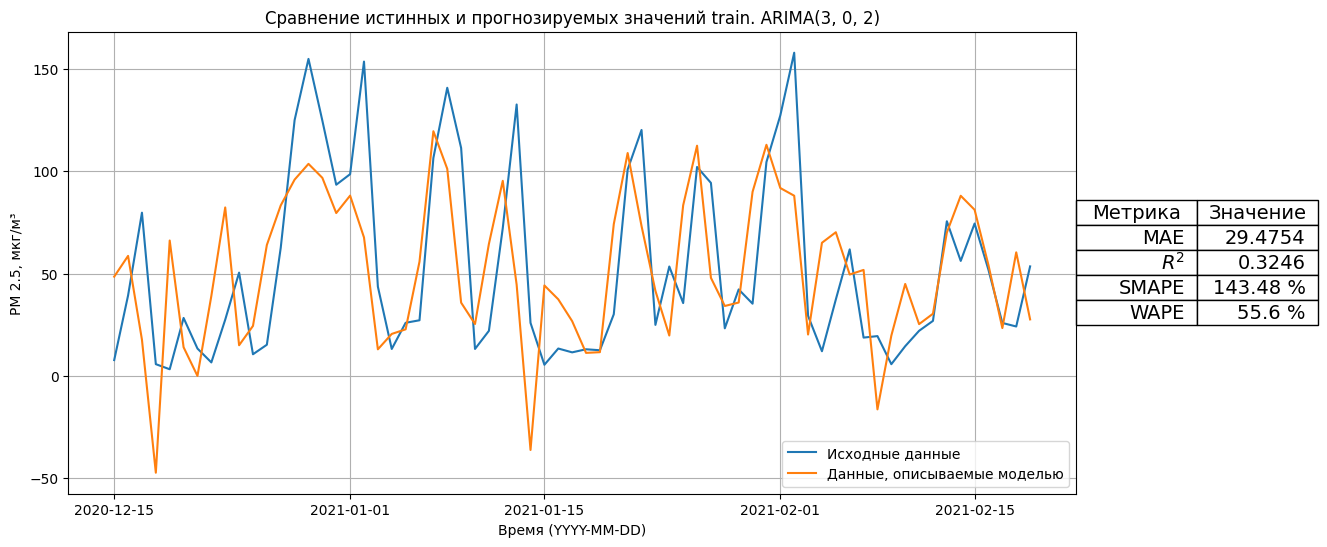 Сравнение истинных и прогнозируемых значений train. ARIMA(3, 0, 2)
150
100
50
0
−50
PM 2.5, мкг/м³
2020-12-15 2021-01-01 2021-01-15 2021-02-01 2021-02-15
Время (YYYY-MM-DD)
Исходные данные
Данные, описываемые моделью
Метрика Значение
MAE 29.4754
R² 0.3246
SMAPE 143.48 %
WAPE 55.6 %